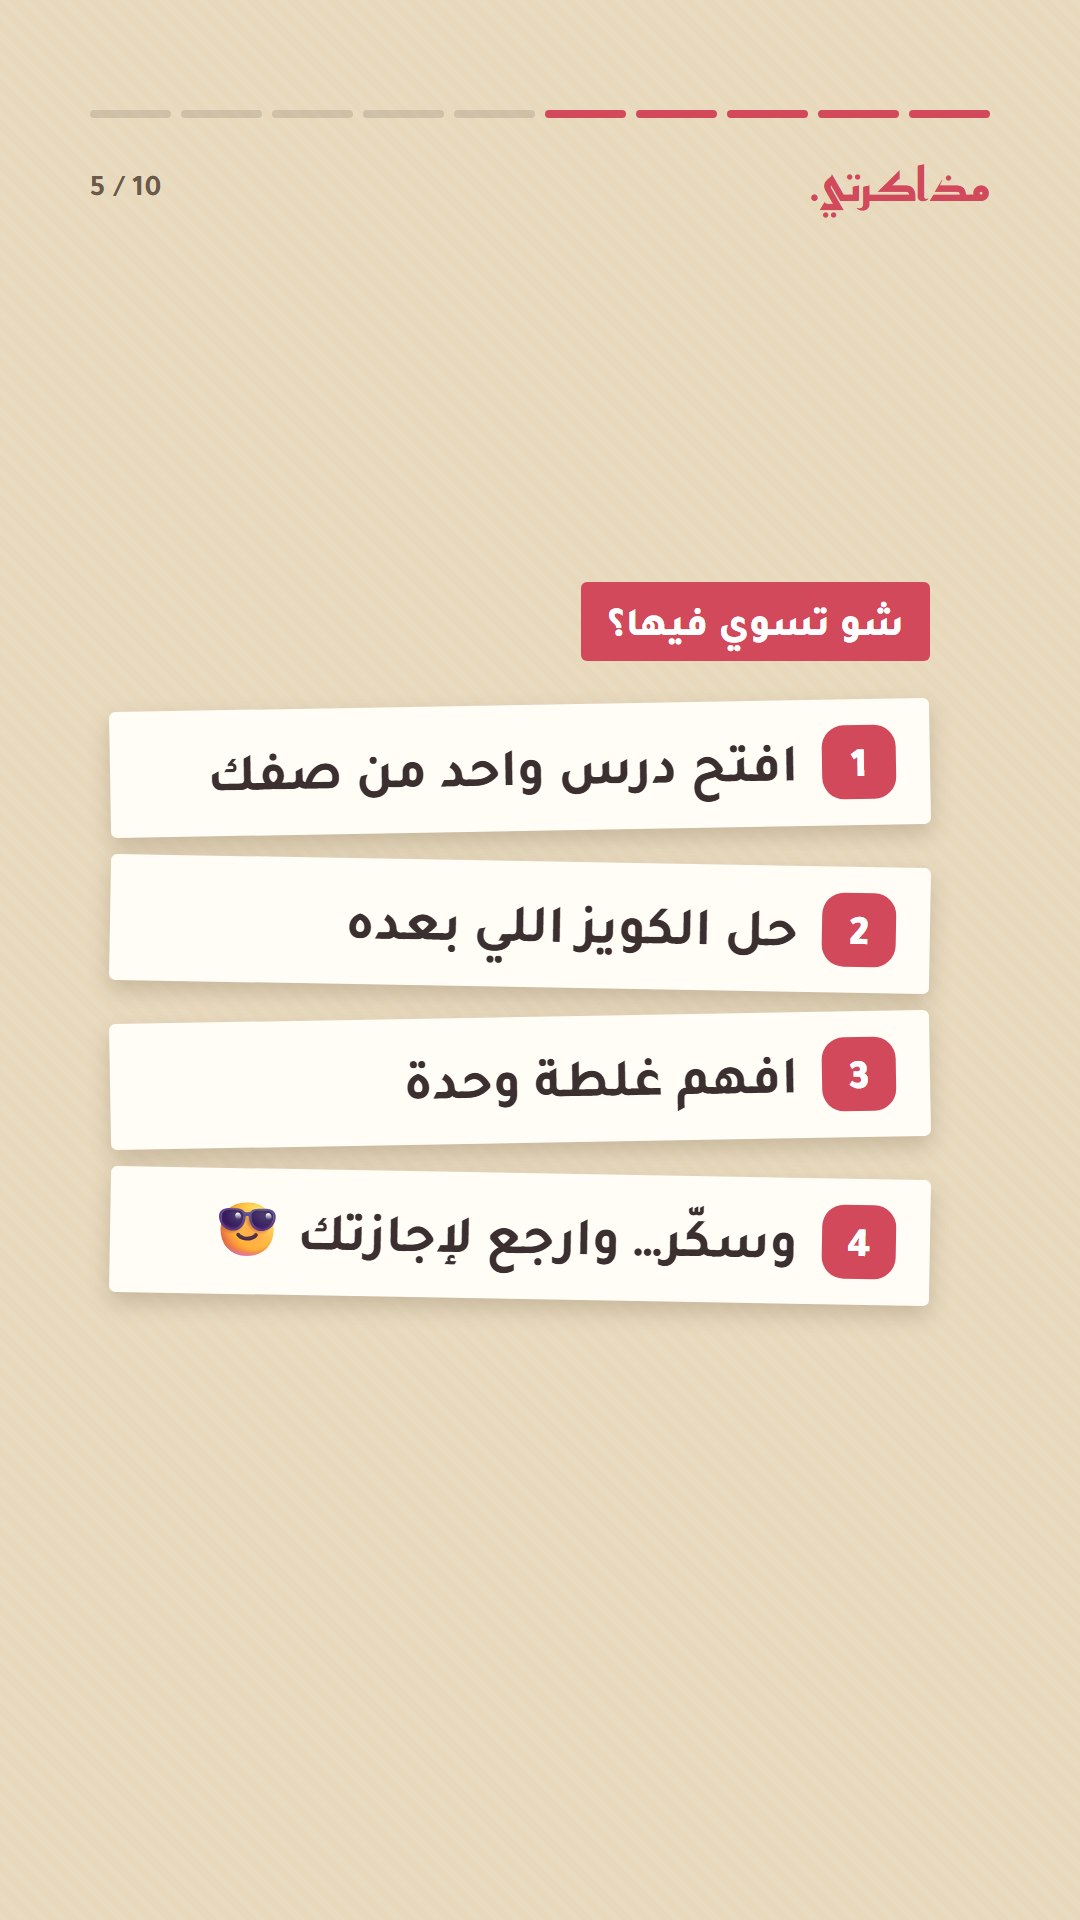 مذاكرتي.
5 / 10
شو تسوي فيها؟
1 افتح درس واحد من صفك
2 حل الكويز اللي بعده
3 افهم غلطة وحدة
4 وسكّر... وارجع لإجازتك 😎